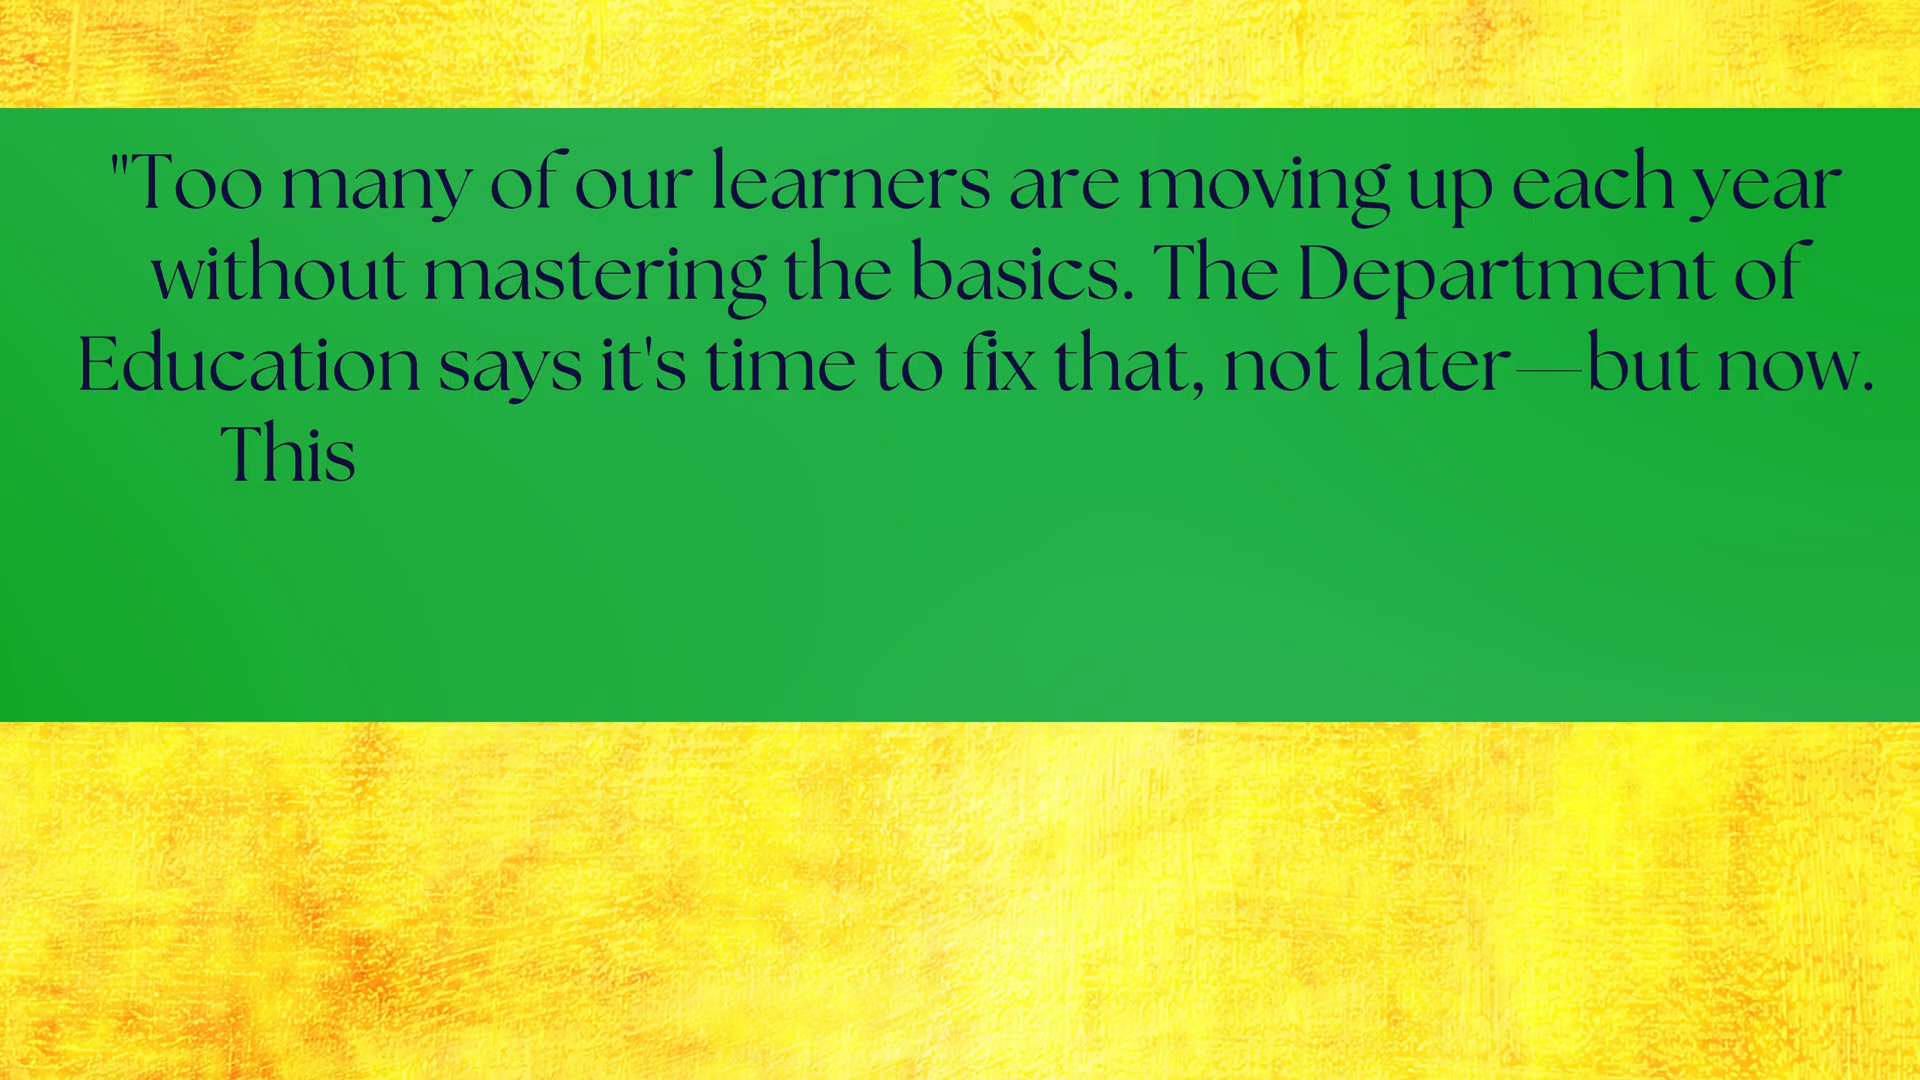 "Too many of our learners are moving up each year
without mastering the basics. The Department of
Education says it's time to fix that, not later—but now.
This